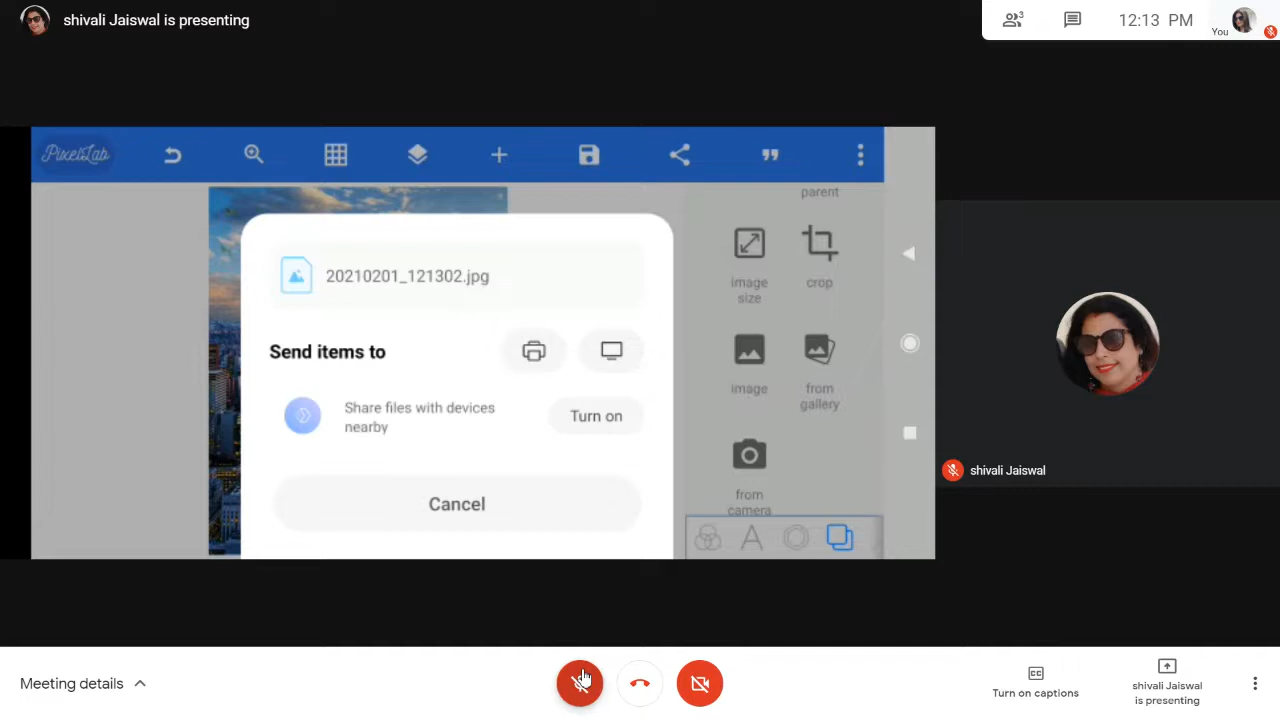 shivali Jaiswal is presenting
3
12:13 PM
You
PixelLab
parent
20210201_121302.jpg
image
size
crop
Send items to
image
from
gallery
Share files with devices
nearby
Turn on
Cancel
from
camera
shivali Jaiswal
Meeting details
CC
Turn on captions
shivali Jaiswal
is presenting